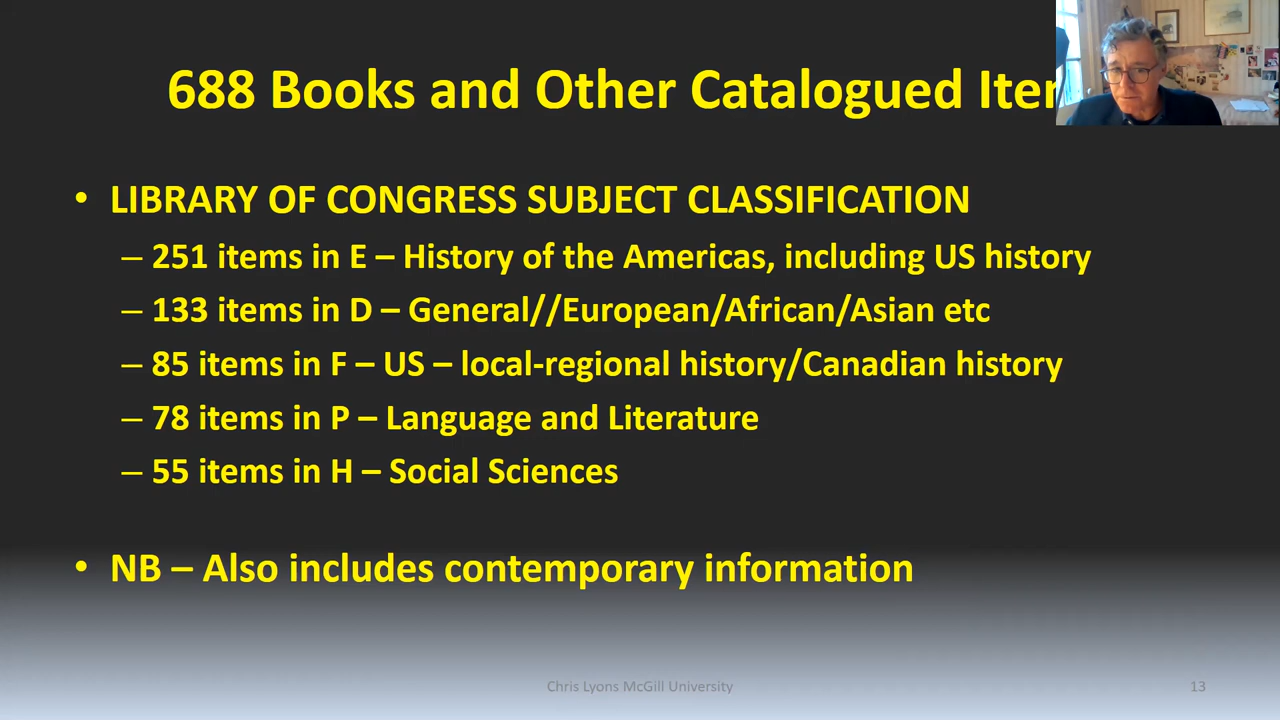 688 Books and Other Catalogued
• LIBRARY OF CONGRESS SUBJECT CLASSIFICATION
– 251 items in E – History of the Americas, including US history
– 133 items in D – General//European/African/Asian etc
– 85 items in F – US – local-regional history/Canadian history
– 78 items in P – Language and Literature
– 55 items in H – Social Sciences
• NB – Also includes contemporary information
Chris Lyons McGill University
13